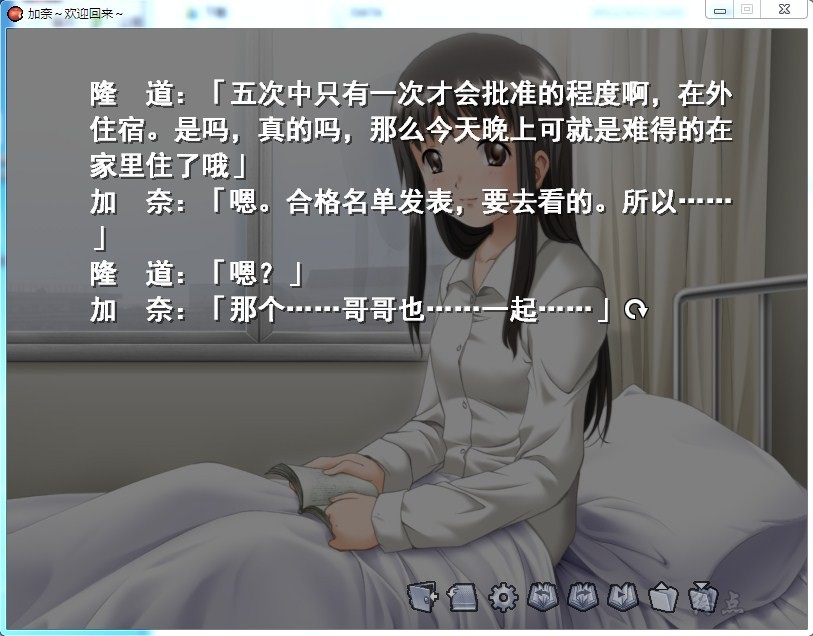 加奈～欢迎回来～
隆　道：「五次中只有一次才会批准的程度啊，在外
住宿。是吗，真的吗，那么今天晚上可就是难得的在
家里住了哦」
加　奈：「嗯。合格名单发表，要去看的。所以……
」
隆　道：「嗯？」
加　奈：「那个……哥哥也……一起……」